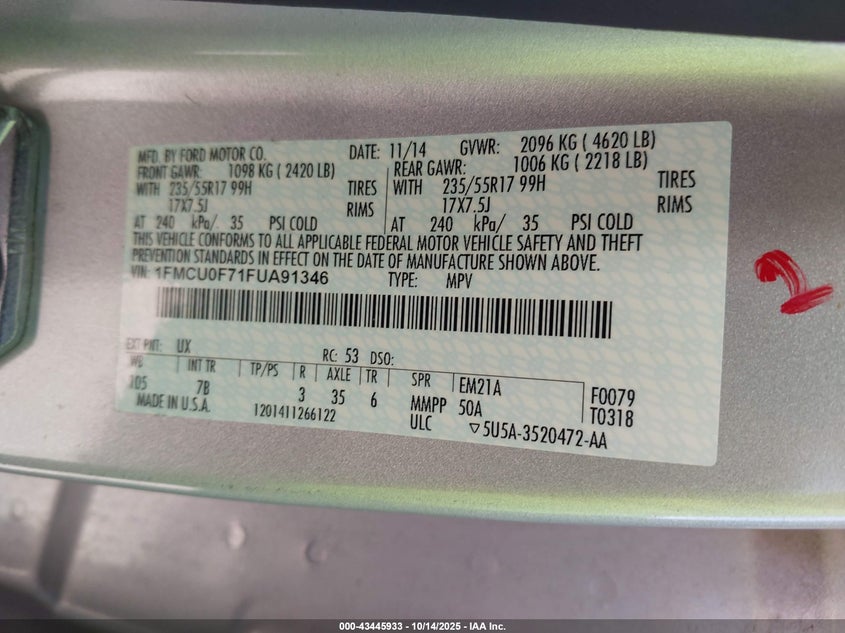 MFD. BY FORD MOTOR CO. DATE: 11/14 GVWR: 2096 KG ( 4620 LB)
FRONT GAWR: 1098 KG ( 2420 LB) REAR GAWR: 1006 KG ( 2218 LB)
WITH 235/55R17 99H TIRES WITH 235/55R17 99H TIRES
17X7.5J RIMS 17X7.5J RIMS
AT 240 kPa/ 35 PSI COLD AT 240 kPa/ 35 PSI COLD
THIS VEHICLE CONFORMS TO ALL APPLICABLE FEDERAL MOTOR VEHICLE SAFETY AND THEFT
PREVENTION STANDARDS IN EFFECT ON THE DATE OF MANUFACTURE SHOWN ABOVE.
VIN: 1FMCU0F71FUA91346 TYPE: MPV
EXT PNT: UX RC: 53 DSO:
WB INT TR TP/PS R AXLE TR SPR EM21A F0079
105 7B 3 35 6 MMPP 50A T0318
MADE IN U.S.A. 1201411266122 ULC ▽5U5A-3520472-AA
2
000-43445933 - 10/14/2025 - IAA Inc.